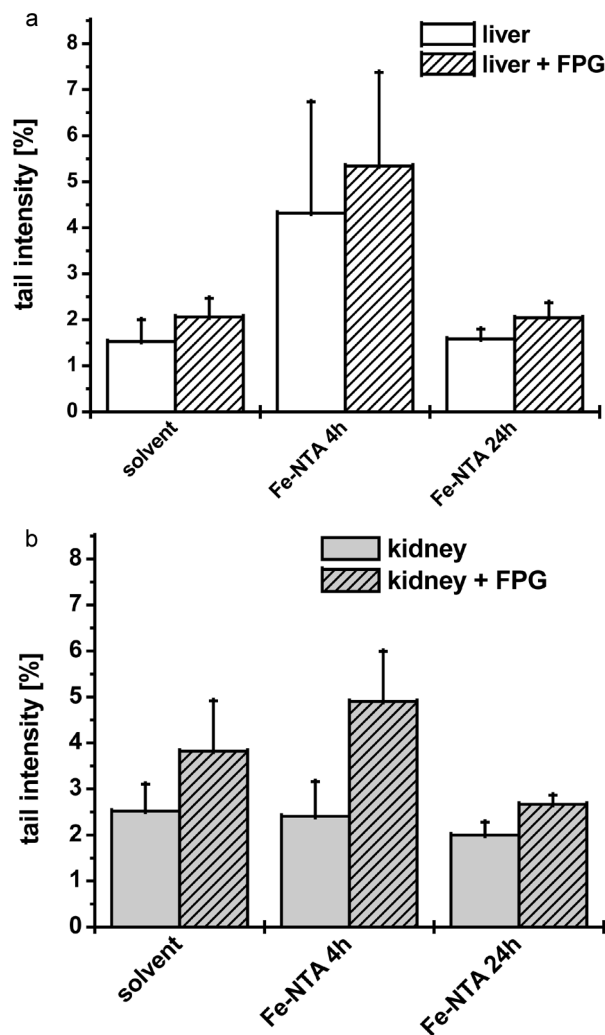 a
liver
liver + FPG
tail intensity [%]
8
7
6
5
4
3
2
1
0
solvent
Fe-NTA 4h
Fe-NTA 24h
b
kidney
kidney + FPG
tail intensity [%]
8
7
6
5
4
3
2
1
0
solvent
Fe-NTA 4h
Fe-NTA 24h